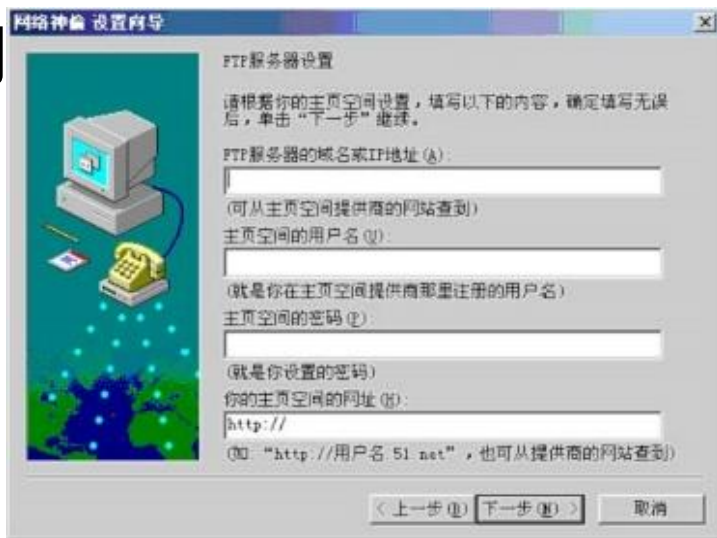 网络神偷 设置向导
FTP服务器设置
请根据你的主页空间设置，填写以下的内容，确定填写无误
后，单击“下一步”继续。
FTP服务器的域名或IP地址(A):
(可从主页空间提供商的网站查到)
主页空间的用户名(U):
(就是你在主页空间提供商那里注册的用户名)
主页空间的密码(P):
(就是你设置的密码)
你的主页空间的网址(H):
http://
(如: “http://用户名.51.net”，也可从提供商的网站查到)
< 上一步(B) 下一步(N) > 取消